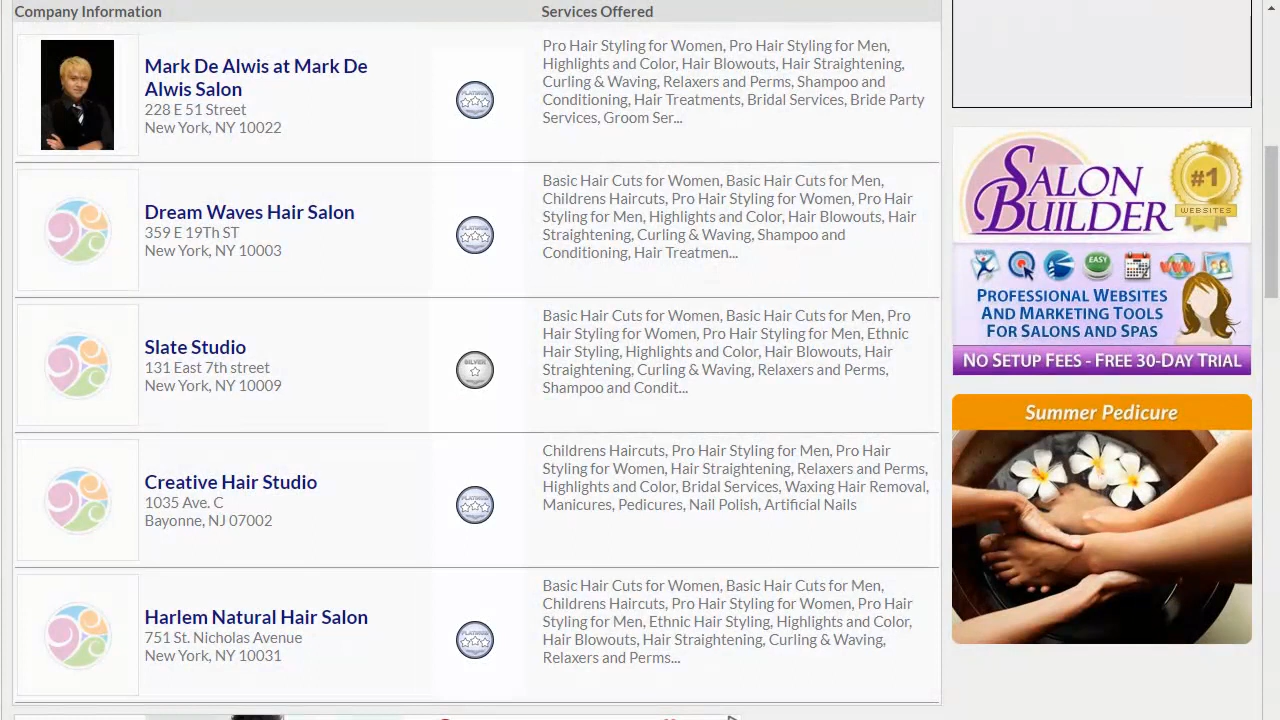 Company Information
Services Offered
Mark De Alwis at Mark De
Alwis Salon
228 E 51 Street
New York, NY 10022
PLATINUM
Pro Hair Styling for Women, Pro Hair Styling for Men,
Highlights and Color, Hair Blowouts, Hair Straightening,
Curling & Waving, Relaxers and Perms, Shampoo and
Conditioning, Hair Treatments, Bridal Services, Bride Party
Services, Groom Ser...
Dream Waves Hair Salon
359 E 19Th ST
New York, NY 10003
PLATINUM
Basic Hair Cuts for Women, Basic Hair Cuts for Men,
Childrens Haircuts, Pro Hair Styling for Women, Pro Hair
Styling for Men, Highlights and Color, Hair Blowouts, Hair
Straightening, Curling & Waving, Shampoo and
Conditioning, Hair Treatmen...
Slate Studio
131 East 7th street
New York, NY 10009
SILVER
Basic Hair Cuts for Women, Basic Hair Cuts for Men, Pro
Hair Styling for Women, Pro Hair Styling for Men, Ethnic
Hair Styling, Highlights and Color, Hair Blowouts, Hair
Straightening, Curling & Waving, Relaxers and Perms,
Shampoo and Condit...
Creative Hair Studio
1035 Ave. C
Bayonne, NJ 07002
PLATINUM
Childrens Haircuts, Pro Hair Styling for Men, Pro Hair
Styling for Women, Hair Straightening, Relaxers and Perms,
Highlights and Color, Bridal Services, Waxing Hair Removal,
Manicures, Pedicures, Nail Polish, Artificial Nails
Harlem Natural Hair Salon
751 St. Nicholas Avenue
New York, NY 10031
PLATINUM
Basic Hair Cuts for Women, Basic Hair Cuts for Men,
Childrens Haircuts, Pro Hair Styling for Women, Pro Hair
Styling for Men, Ethnic Hair Styling, Highlights and Color,
Hair Blowouts, Hair Straightening, Curling & Waving,
Relaxers and Perms...
SALON
BUILDER
#1
WEBSITES
EASY
WWW
PROFESSIONAL WEBSITES
AND MARKETING TOOLS
FOR SALONS AND SPAS
NO SETUP FEES - FREE 30-DAY TRIAL
Summer Pedicure